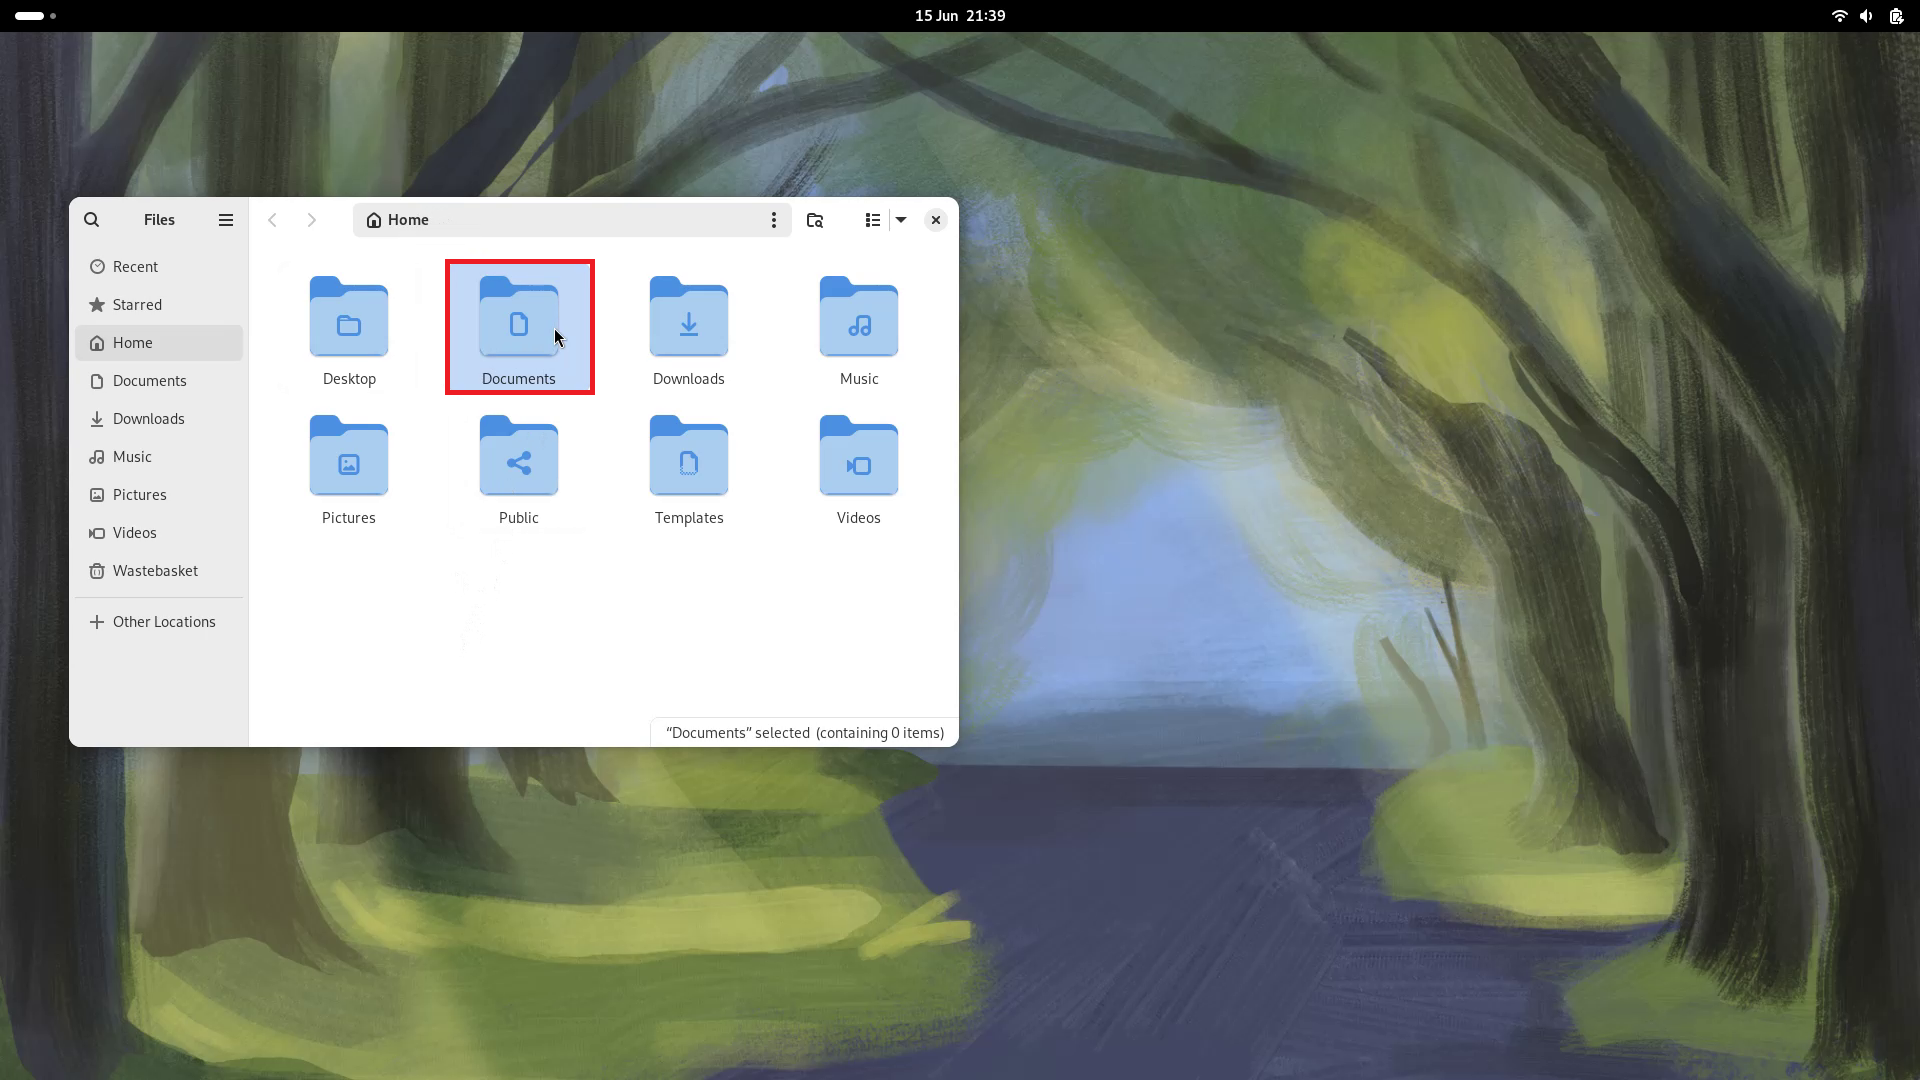 15 Jun 21:39
Files
Home
Recent
Starred
Home
Documents
Downloads
Music
Pictures
Videos
Wastebasket
Other Locations
Desktop
Documents
Downloads
Music
Pictures
Public
Templates
Videos
“Documents” selected (containing 0 items)